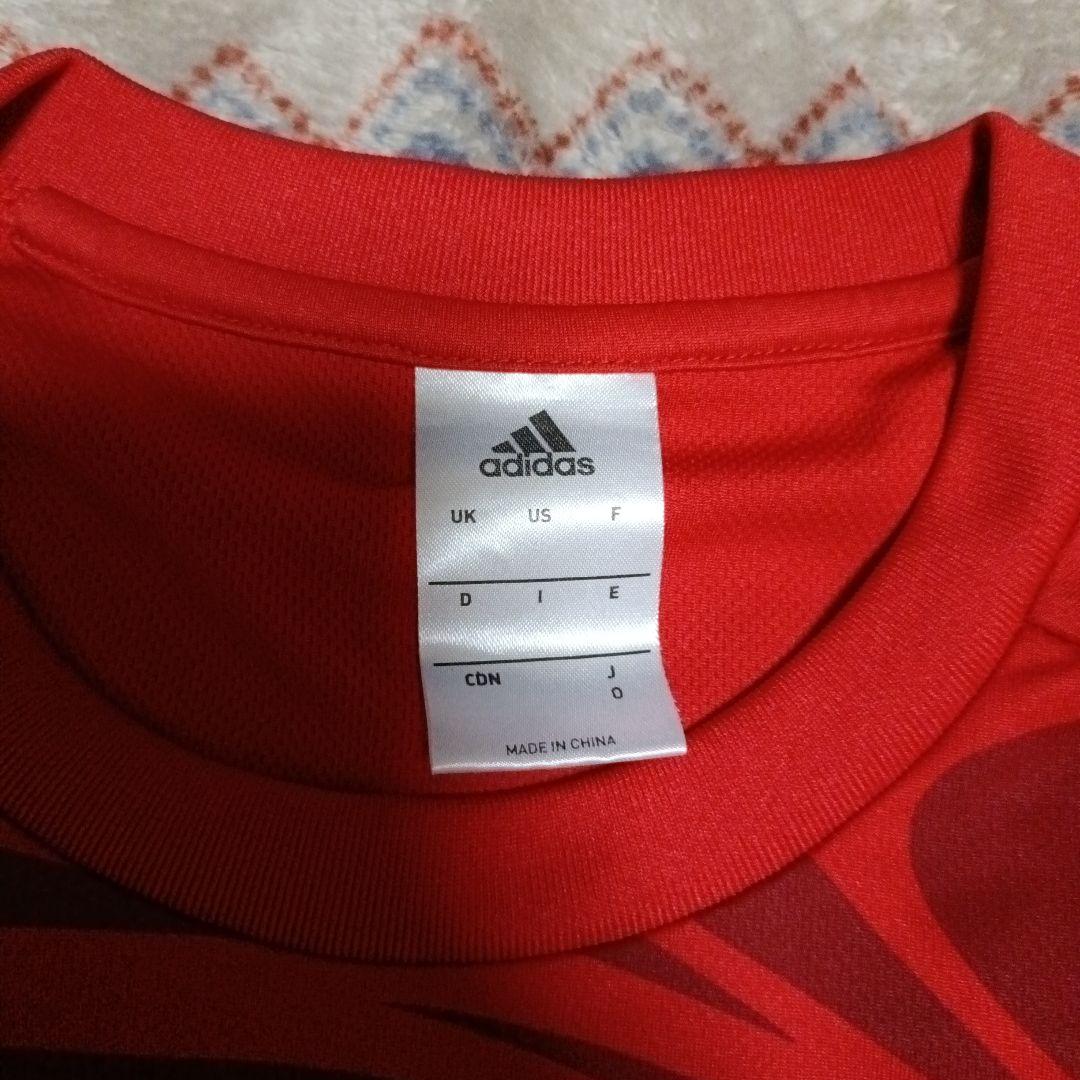 adidas
UK US F
D I E
CDN J
O
MADE IN CHINA